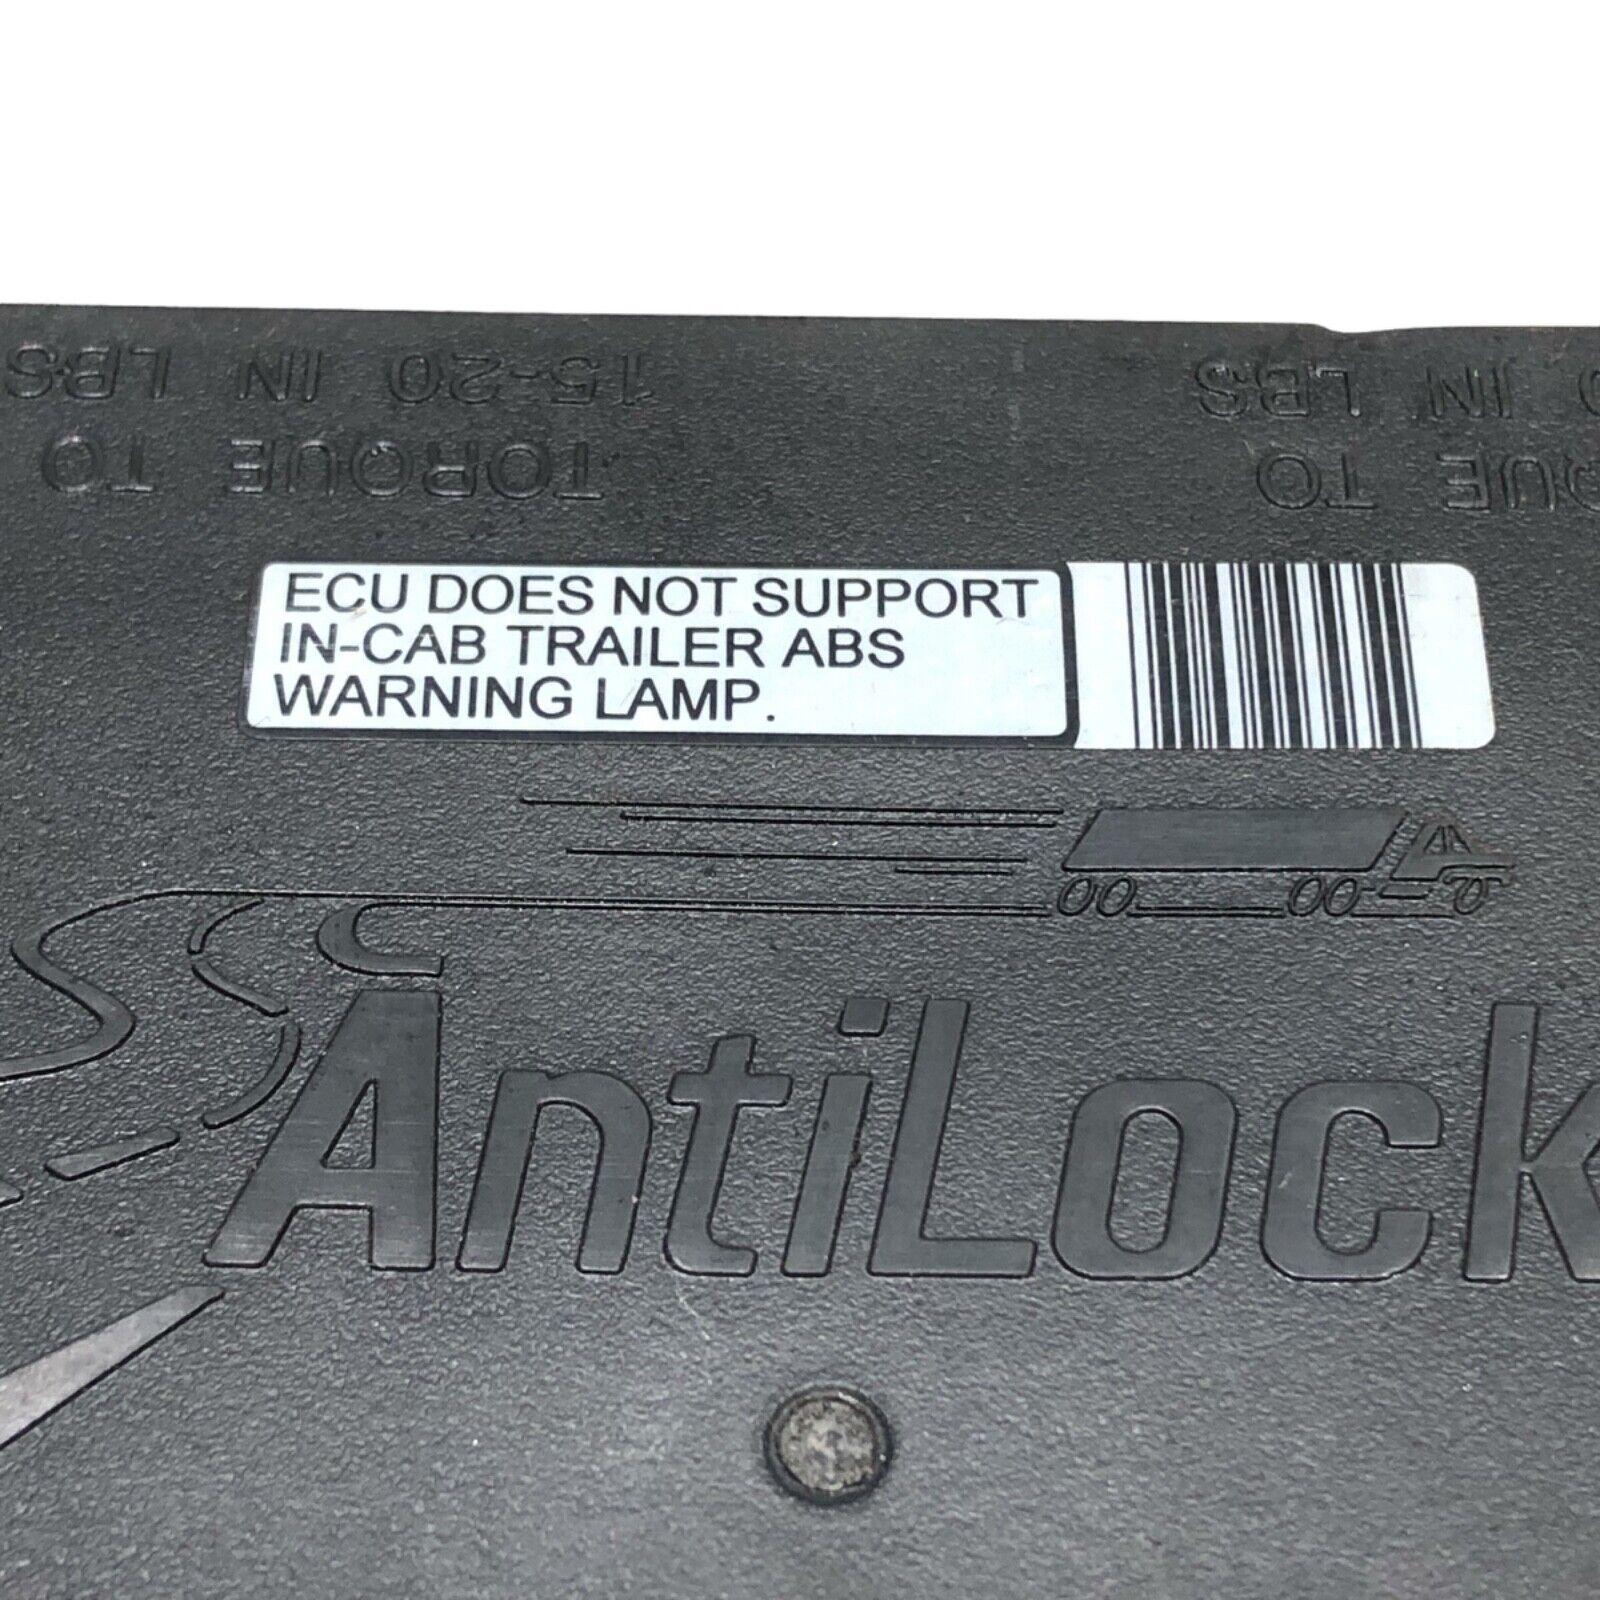 15-20 IN LBS
TORQUE TO
IN LBS
TO
ECU DOES NOT SUPPORT
IN-CAB TRAILER ABS
WARNING LAMP.
AntiLock